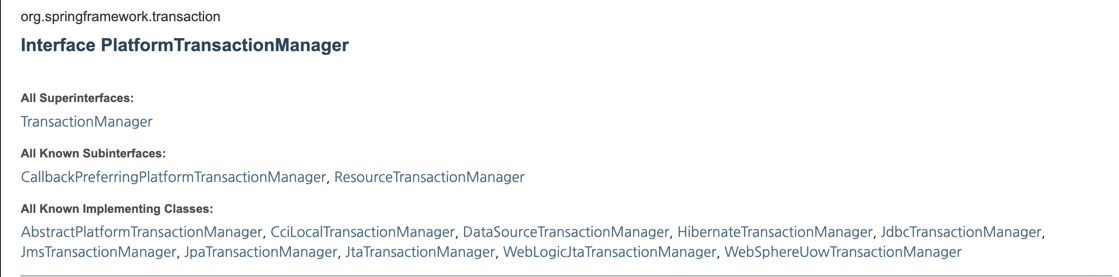 org.springframework.transaction
Interface PlatformTransactionManager
All Superinterfaces:
TransactionManager
All Known Subinterfaces:
CallbackPreferringPlatformTransactionManager, ResourceTransactionManager
All Known Implementing Classes:
AbstractPlatformTransactionManager, CciLocalTransactionManager, DataSourceTransactionManager, HibernateTransactionManager, JdbcTransactionManager,
JmsTransactionManager, JpaTransactionManager, JtaTransactionManager, WebLogicJtaTransactionManager, WebSphereUowTransactionManager